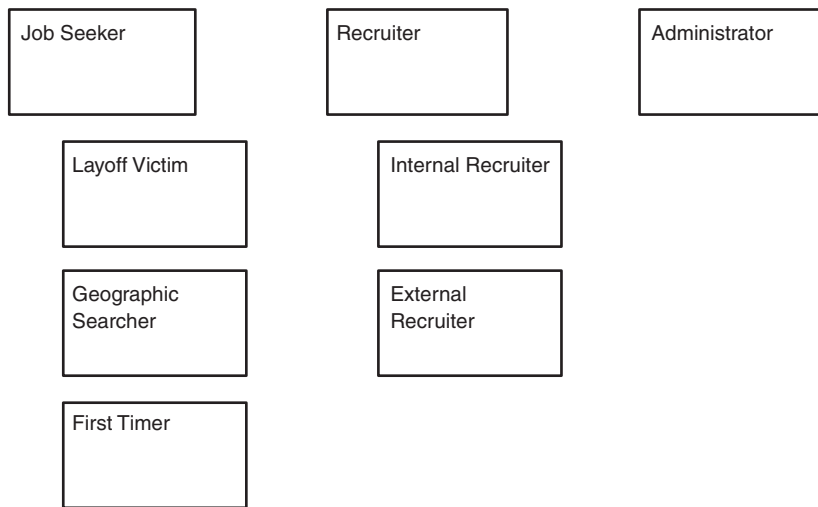 Job Seeker
Recruiter
Administrator
Layoff Victim
Internal Recruiter
Geographic
Searcher
External
Recruiter
First Timer